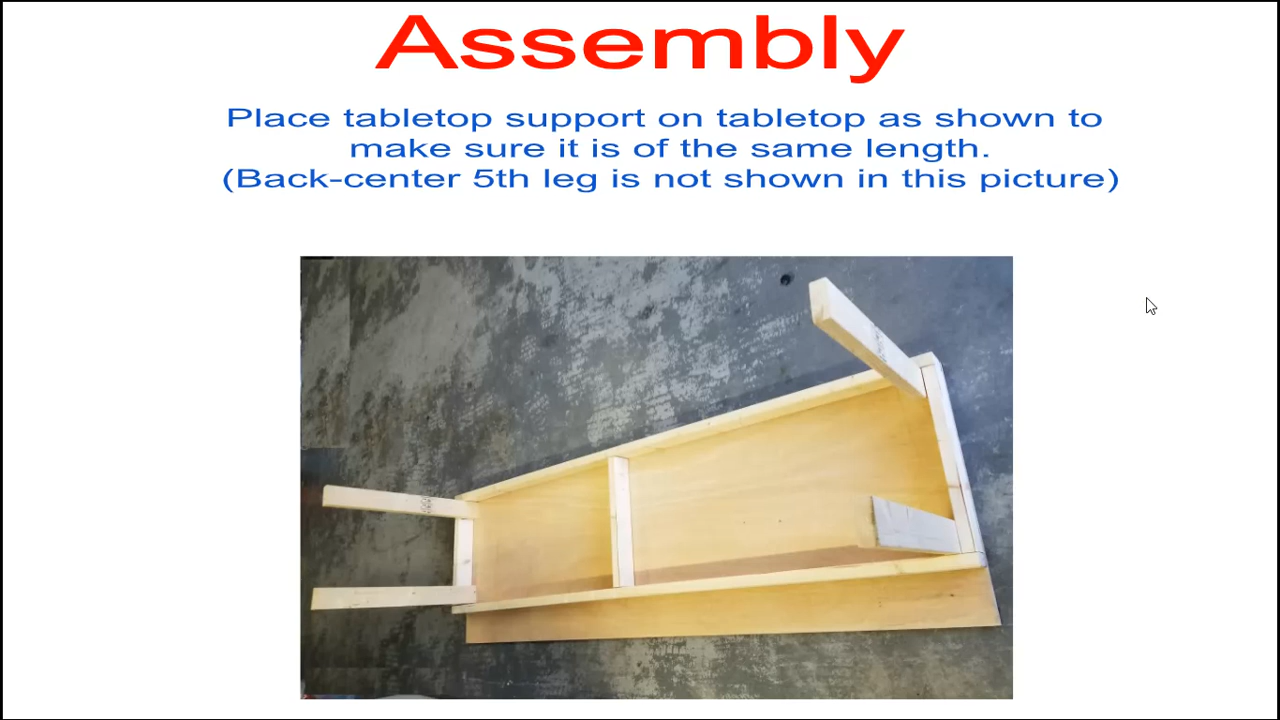 Assembly
Place tabletop support on tabletop as shown to
make sure it is of the same length.
(Back-center 5th leg is not shown in this picture)